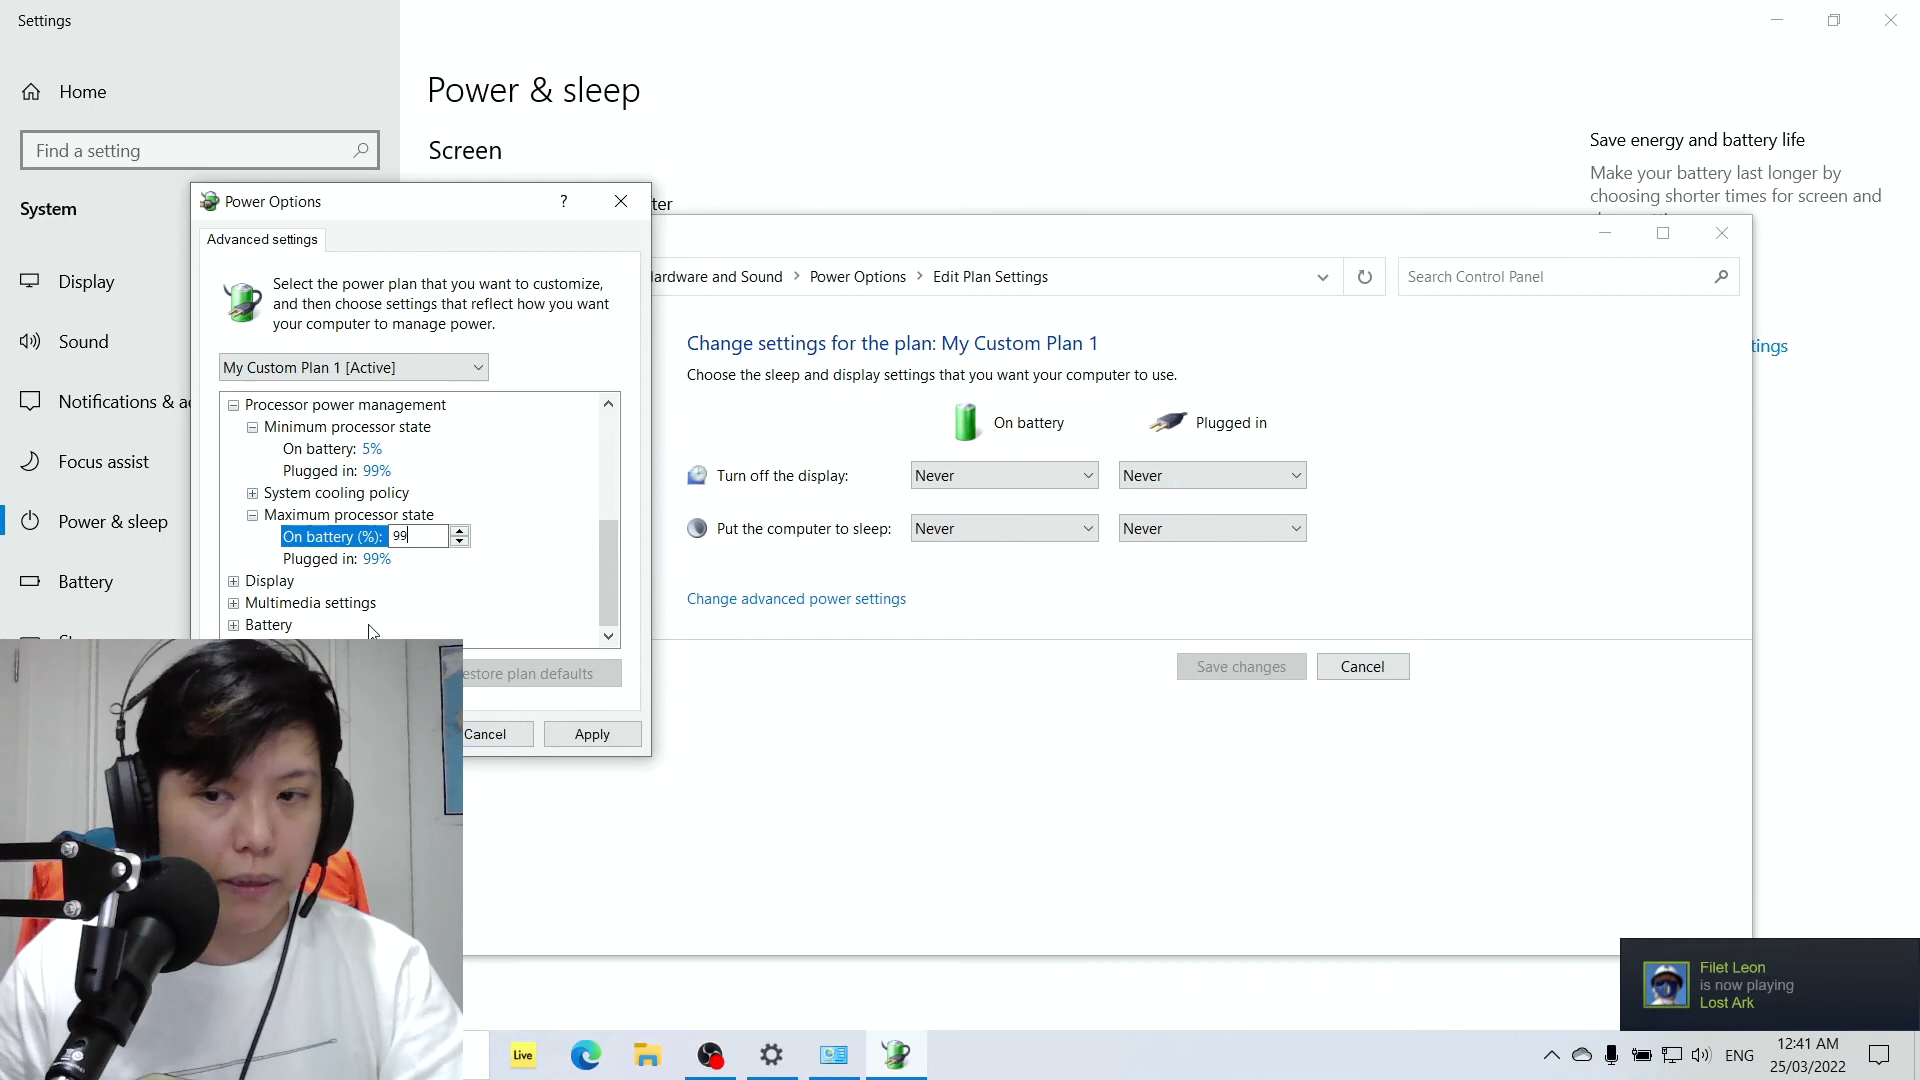 Settings
Home
Find a setting
System
Display
Sound
Notifications & a
Focus assist
Power & sleep
Battery
Power & sleep
Screen
ter
Save energy and battery life
Make your battery last longer by
choosing shorter times for screen and
tings
Power Options
?
Advanced settings
Select the power plan that you want to customize,
and then choose settings that reflect how you want
your computer to manage power.
My Custom Plan 1 [Active]
Processor power management
Minimum processor state
On battery: 5%
Plugged in: 99%
System cooling policy
Maximum processor state
On battery (%): 99
Plugged in: 99%
Display
Multimedia settings
Battery
estore plan defaults
Cancel
Apply
ardware and Sound > Power Options > Edit Plan Settings
Search Control Panel
Change settings for the plan: My Custom Plan 1
Choose the sleep and display settings that you want your computer to use.
On battery
Plugged in
Turn off the display:
Never
Never
Put the computer to sleep:
Never
Never
Change advanced power settings
Save changes
Cancel
Filet Leon
is now playing
Lost Ark
Live
ENG
12:41 AM
25/03/2022